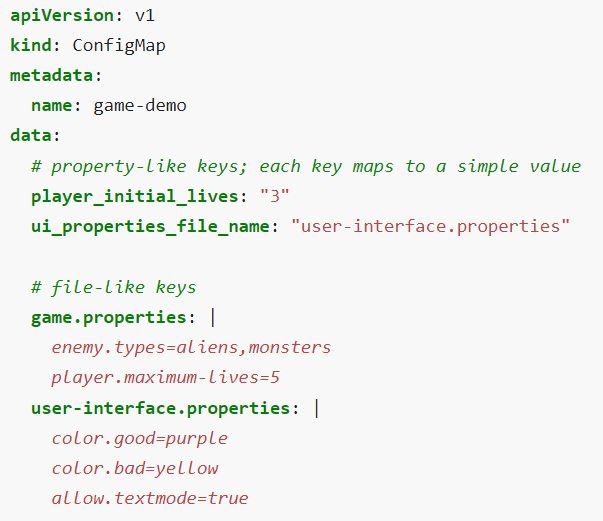 apiVersion: v1
kind: ConfigMap
metadata:
  name: game-demo
data:
  # property-like keys; each key maps to a simple value
  player_initial_lives: "3"
  ui_properties_file_name: "user-interface.properties"

  # file-like keys
  game.properties: |
    enemy.types=aliens,monsters
    player.maximum-lives=5
  user-interface.properties: |
    color.good=purple
    color.bad=yellow
    allow.textmode=true